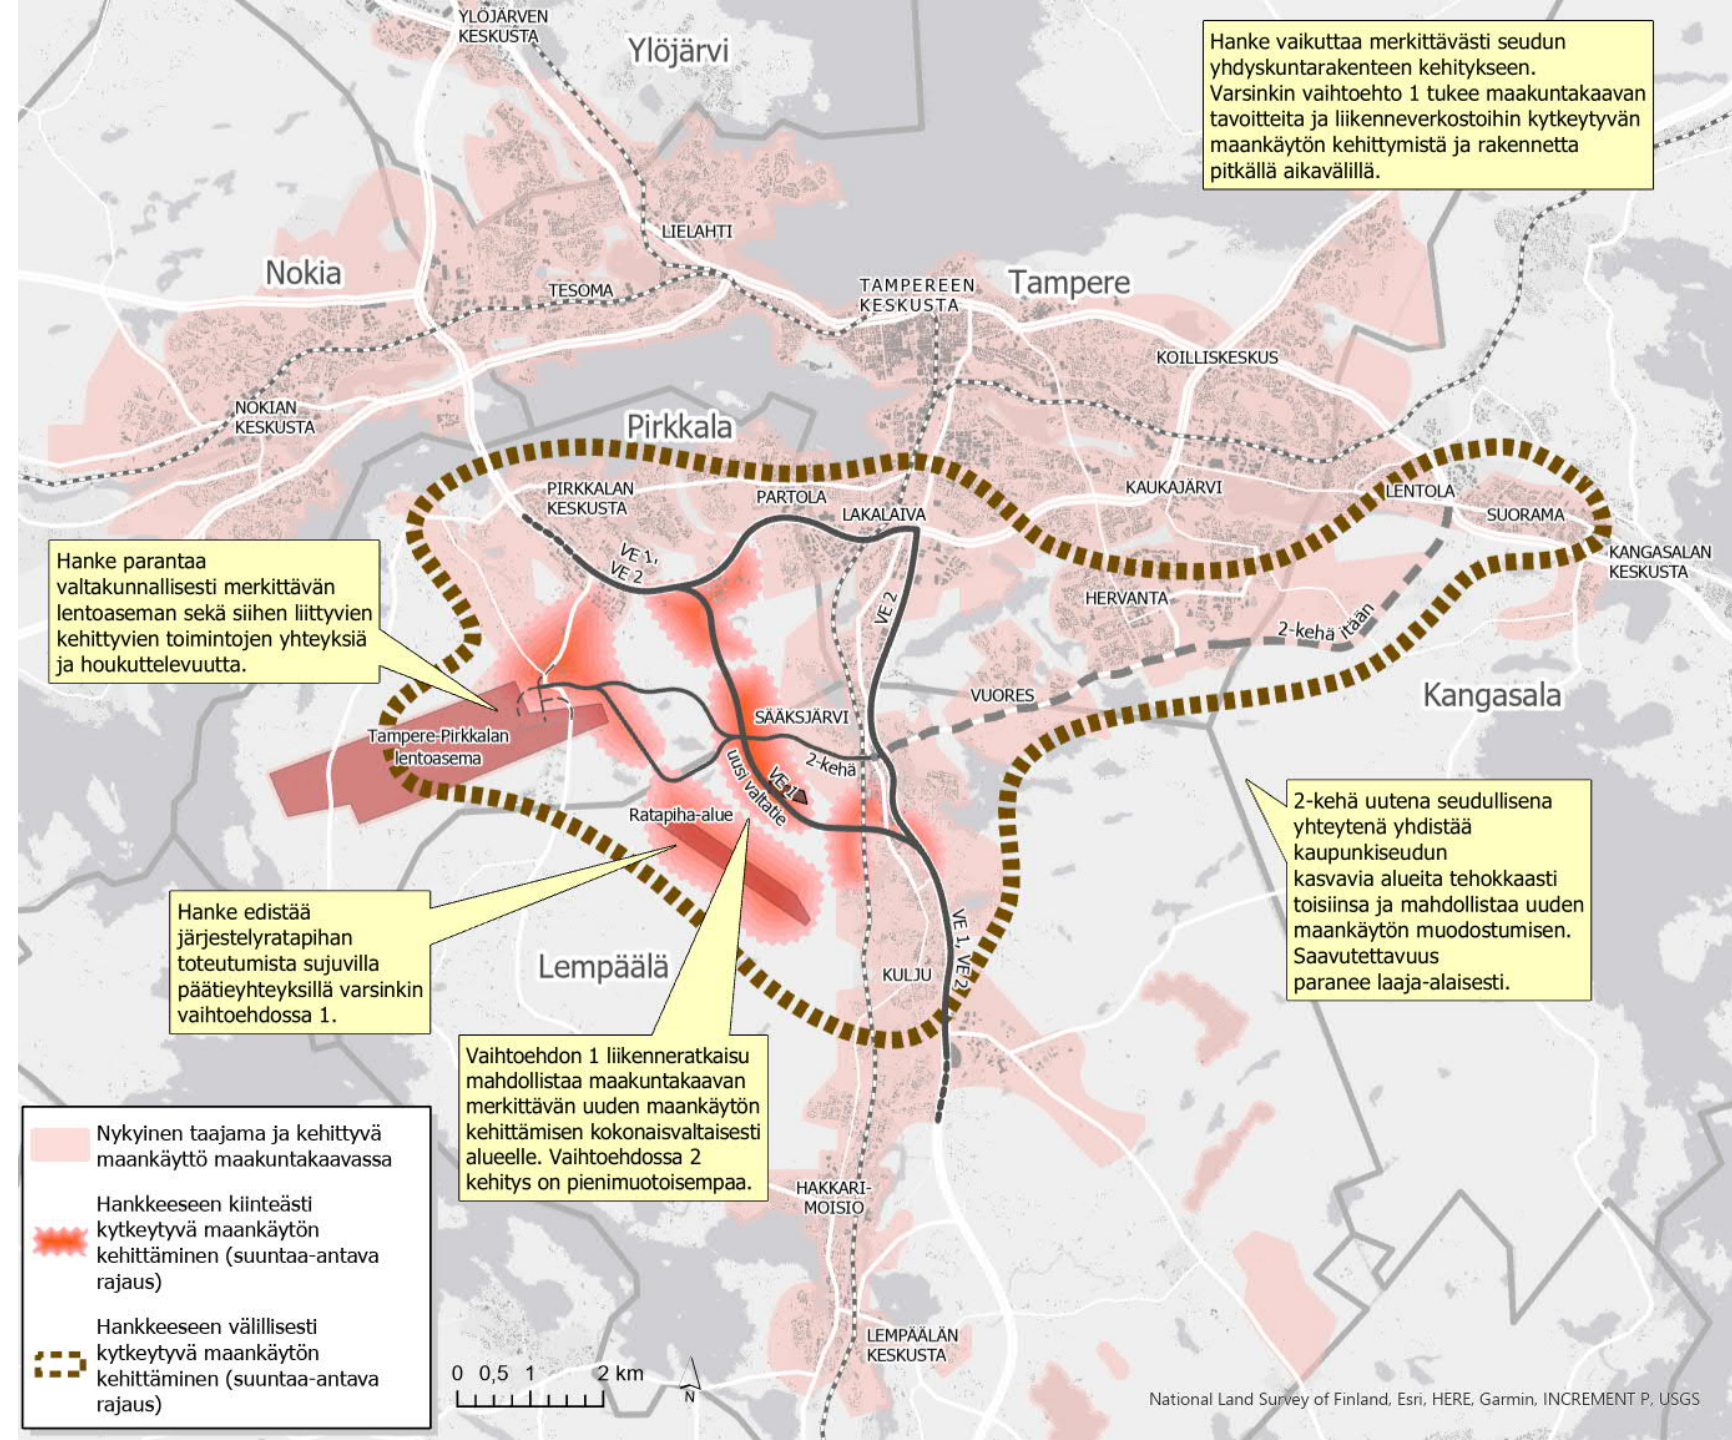 YLÖJÄRVEN
KESKUSTA
Ylöjärvi
Hanke vaikuttaa merkittävästi seudun
yhdyskuntarakenteen kehitykseen.
Varsinkin vaihtoehto 1 tukee maakuntakaavan
tavoitteita ja liikenneverkostoihin kytkeytyvän
maankäytön kehittymistä ja rakennetta
pitkällä aikavälillä.
LIELAHTI
Nokia
TESOMA
TAMPEREEN
KESKUSTA
Tampere
KOILLISKESKUS
NOKIAN
KESKUSTA
Pirkkala
PIRKKALAN
KESKUSTA
PARTOLA
LAKALAIVA
KAUKAJÄRVI
LENTOLA
SUORAMA
KANGASALAN
KESKUSTA
Hanke parantaa
valtakunnallisesti merkittävän
lentoaseman sekä siihen liittyvien
kehittyvien toimintojen yhteyksiä
ja houkuttelevuutta.
VE 1,
VE 2
VE 2
HERVANTA
2-kehä itään
VUORES
Kangasala
SÄÄKSJÄRVI
Tampere-Pirkkalan
lentoasema
2-kehä
VE 1
uusi valtatie
Ratapiha-alue
2-kehä uutena seudullisena
yhteytenä yhdistää
kaupunkiseudun
kasvavia alueita tehokkaasti
toisiinsa ja mahdollistaa uuden
maankäytön muodostumisen.
Saavutettavuus
paranee laaja-alaisesti.
Hanke edistää
järjestelyratapihan
toteutumista sujuvilla
päätieyhteyksillä varsinkin
vaihtoehdossa 1.
VE 1, VE 2
Lempäälä
KULJU
Vaihtoehdon 1 liikenneratkaisu
mahdollistaa maakuntakaavan
merkittävän uuden maankäytön
kehittämisen kokonaisvaltaisesti
alueelle. Vaihtoehdossa 2
kehitys on pienimuotoisempaa.
HAKKARI-
MOISIO
LEMPÄÄLÄN
KESKUSTA
Nykyinen taajama ja kehittyvä
maankäyttö maakuntakaavassa
Hankkeeseen kiinteästi
kytkeytyvä maankäytön
kehittäminen (suuntaa-antava
rajaus)
Hankkeeseen välillisesti
kytkeytyvä maankäytön
kehittäminen (suuntaa-antava
rajaus)
0 0,5 1 2 km
N
National Land Survey of Finland, Esri, HERE, Garmin, INCREMENT P, USGS